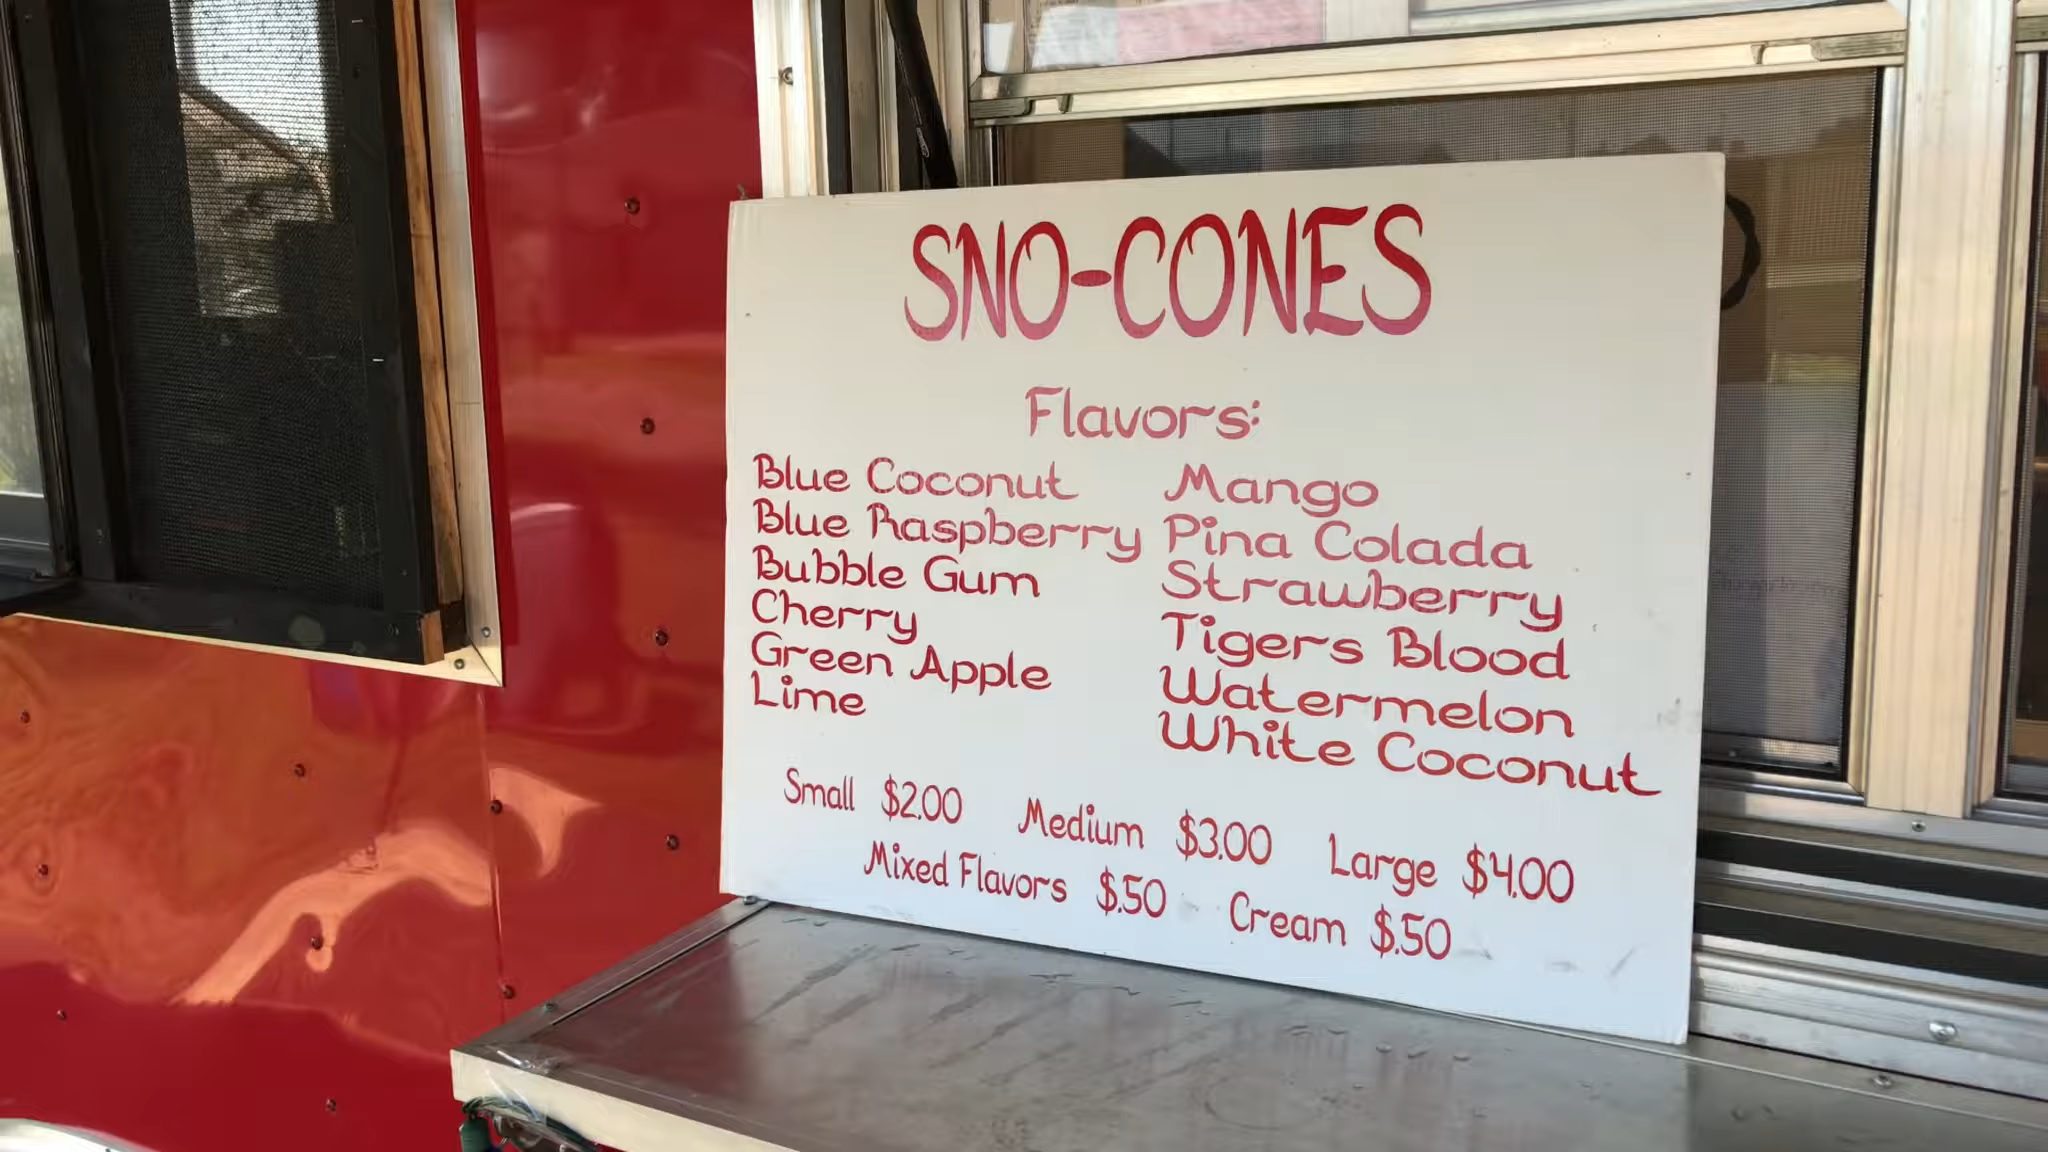 SNO-CONES
Flavors:
Blue Coconut
Blue Raspberry
Bubble Gum
Cherry
Green Apple
Lime
Mango
Pina Colada
Strawberry
Tigers Blood
Watermelon
White Coconut
Small $2.00 Medium $3.00 Large $4.00
Mixed Flavors $.50 Cream $.50